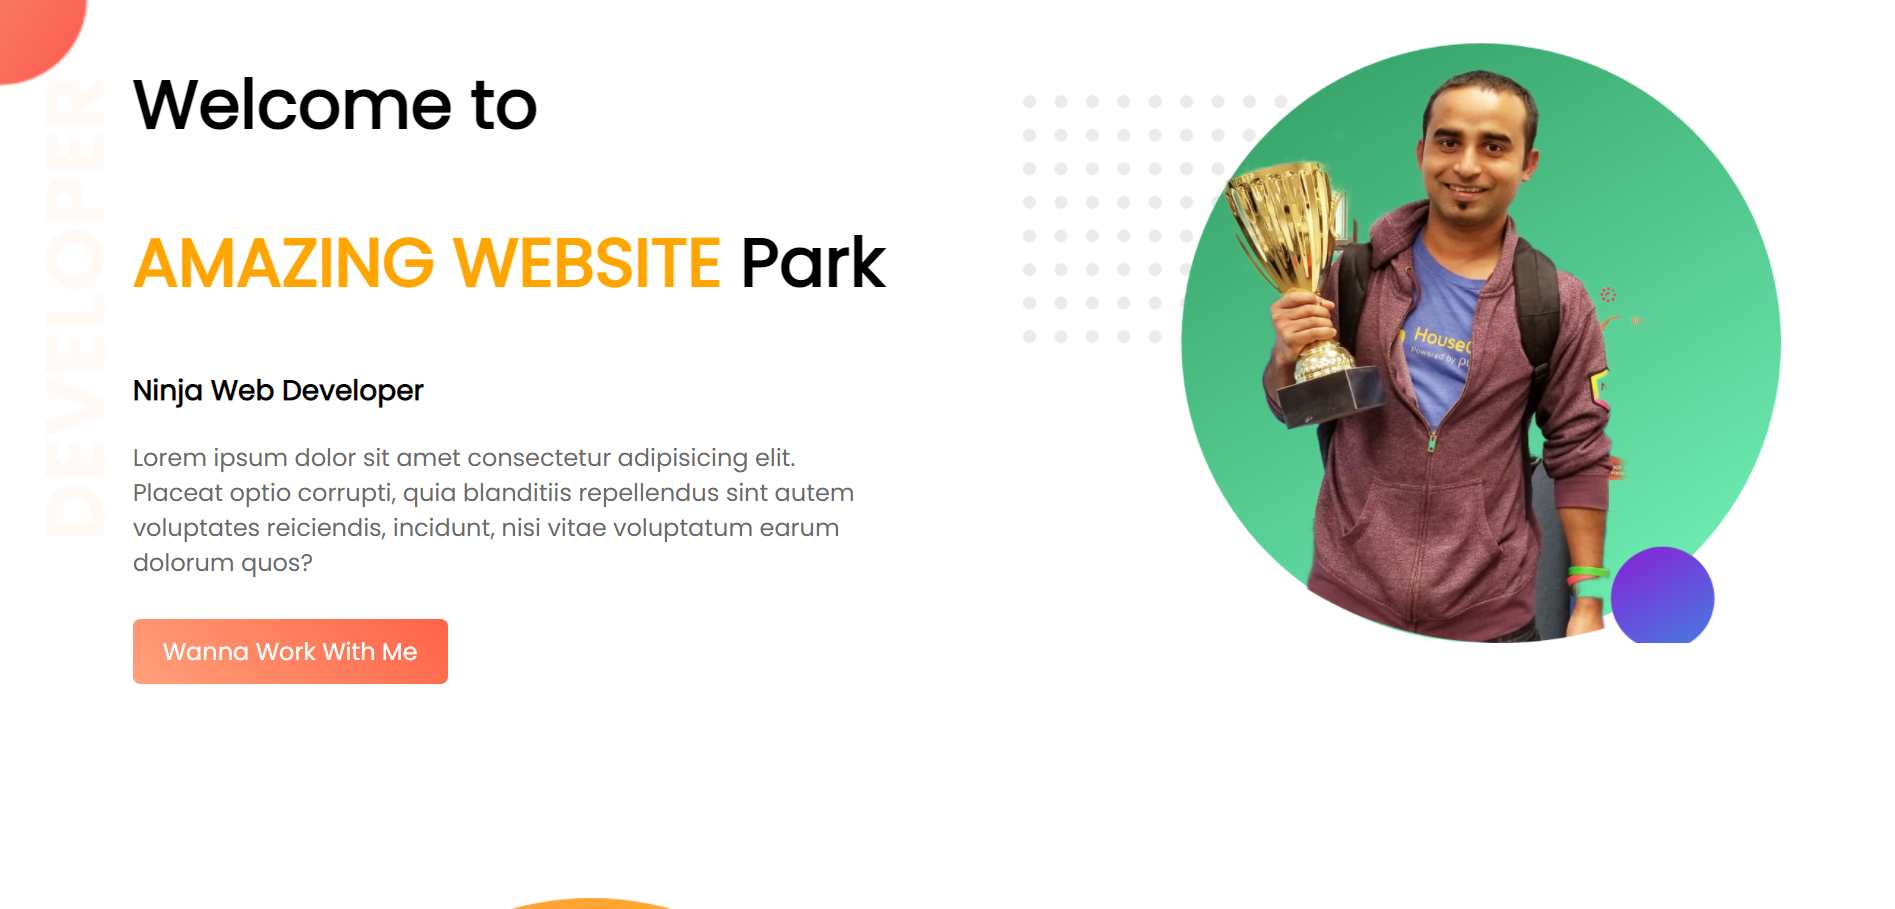 DEVELOPER
Welcome to
AMAZING WEBSITE Park
Ninja Web Developer
Lorem ipsum dolor sit amet consectetur adipisicing elit.
Placeat optio corrupti, quia blanditiis repellendus sint autem
voluptates reiciendis, incidunt, nisi vitae voluptatum earum
dolorum quos?
Wanna Work With Me
Powered by